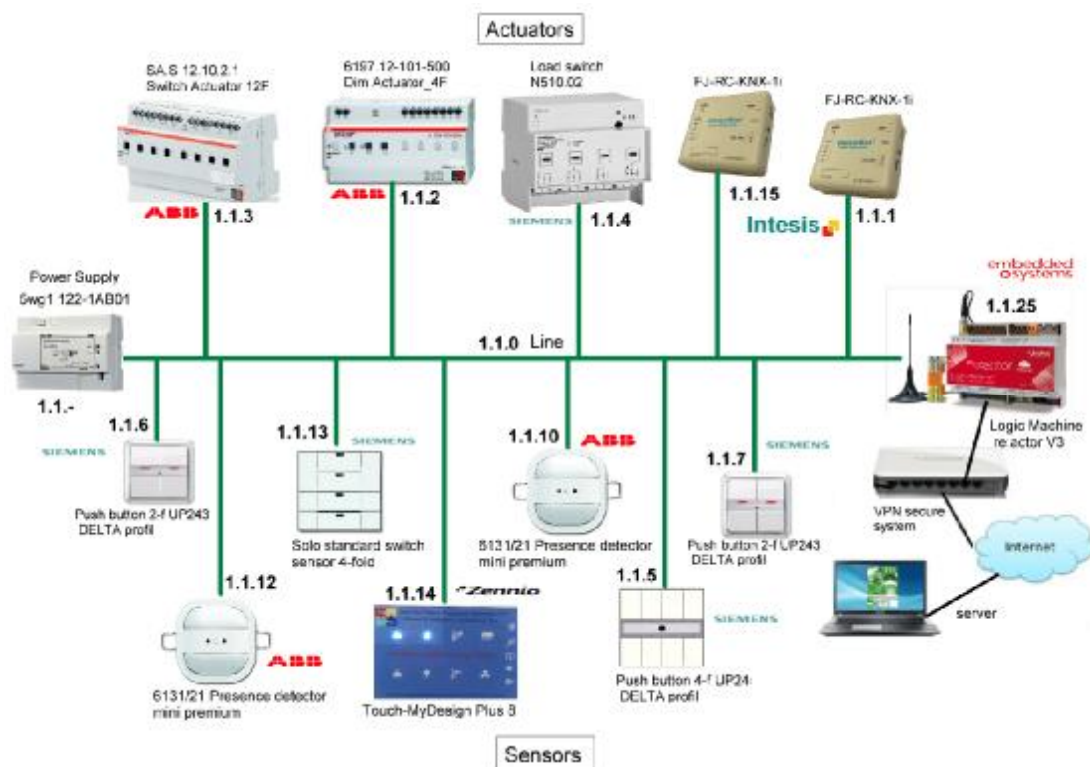 Actuators
SA.S 12.10.2.1
Switch Actuator 12F
6197.12-101-500
Dim Actuator_4F
Load switch
N510.02
FJ-RC-KNX-1i
FJ-RC-KNX-1i
ABB
1.1.3
ABB
1.1.2
SIEMENS
1.1.4
1.1.15
Intesis
1.1.1
embedded
systems
Power Supply
5wg1 122-1AB01
1.1.25
1.1.0 Line
1.1.-
Logic Machine
re actor V3
SIEMENS
1.1.6
1.1.13
SIEMENS
1.1.10
ABB
SIEMENS
1.1.7
Push button 2-f UP243
DELTA profil
Solo standard switch
sensor 4-fold
6131/21 Presence detector
mini premium
Push button 2-f UP243
DELTA profil
VPN secure
system
Internet
1.1.12
1.1.14
Zennio
1.1.5
SIEMENS
server
ABB
6131/21 Presence detector
mini premium
Touch-MyDesign Plus 8
Push button 4-f UP24
DELTA profil
Sensors